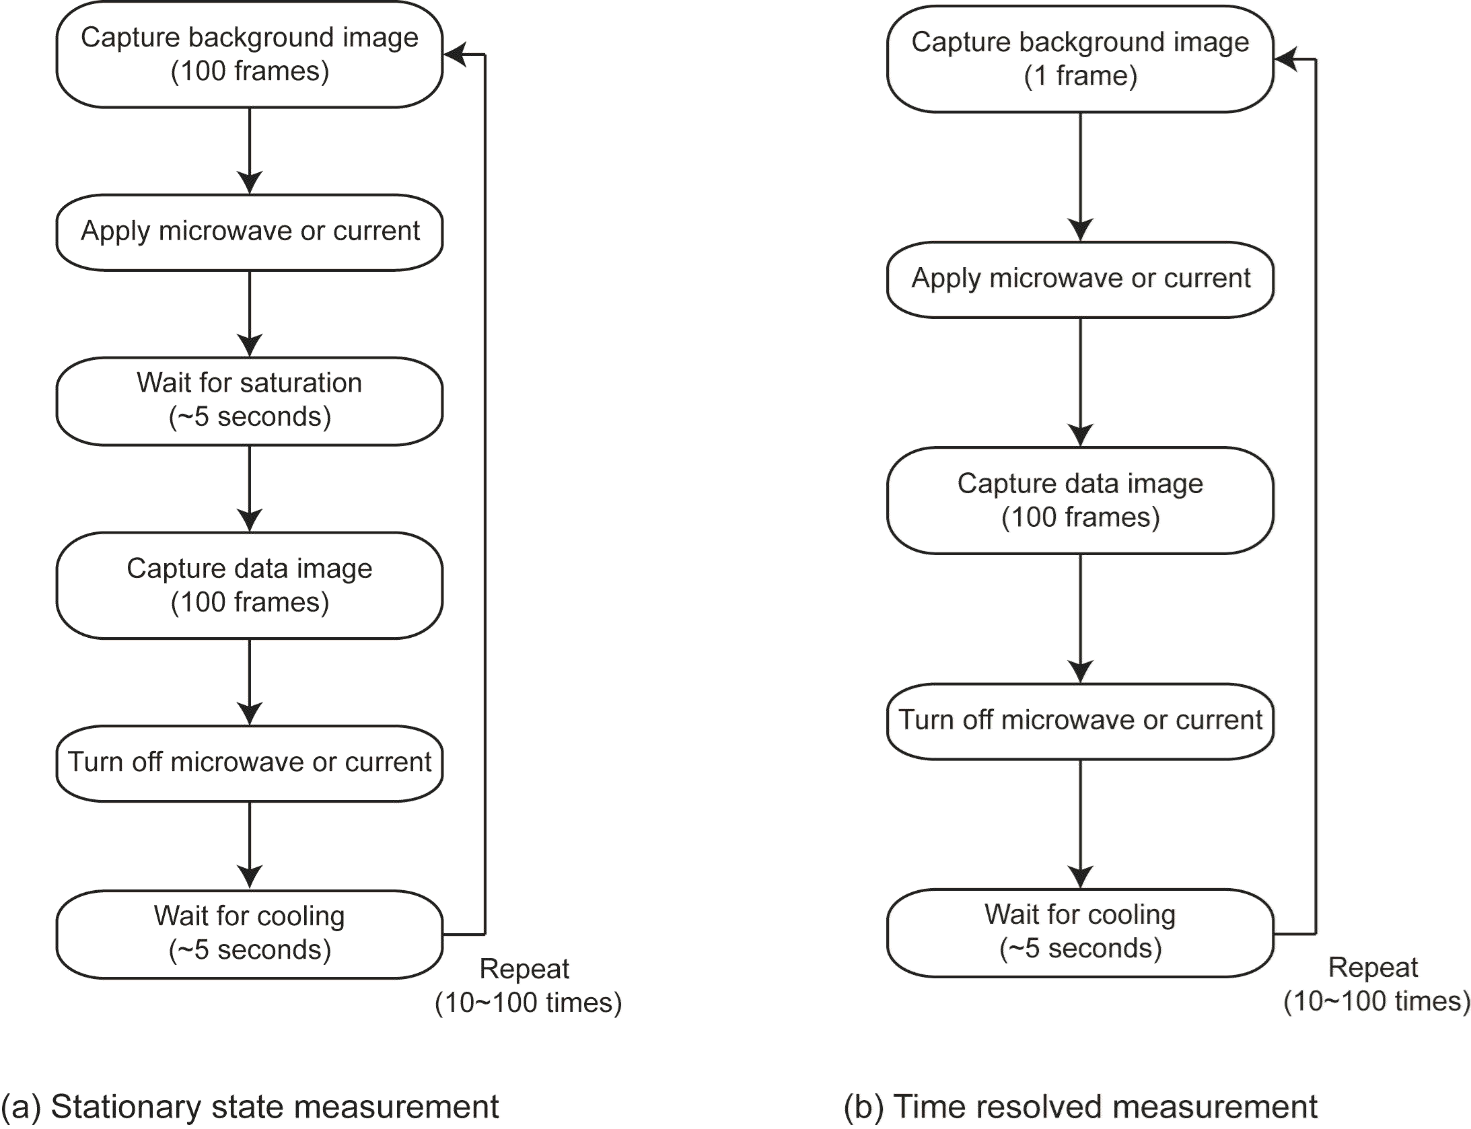 Capture background image
(100 frames)
Apply microwave or current
Wait for saturation
(~5 seconds)
Capture data image
(100 frames)
Turn off microwave or current
Wait for cooling
(~5 seconds)
Repeat
(10~100 times)
(a) Stationary state measurement
Capture background image
(1 frame)
Apply microwave or current
Capture data image
(100 frames)
Turn off microwave or current
Wait for cooling
(~5 seconds)
Repeat
(10~100 times)
(b) Time resolved measurement